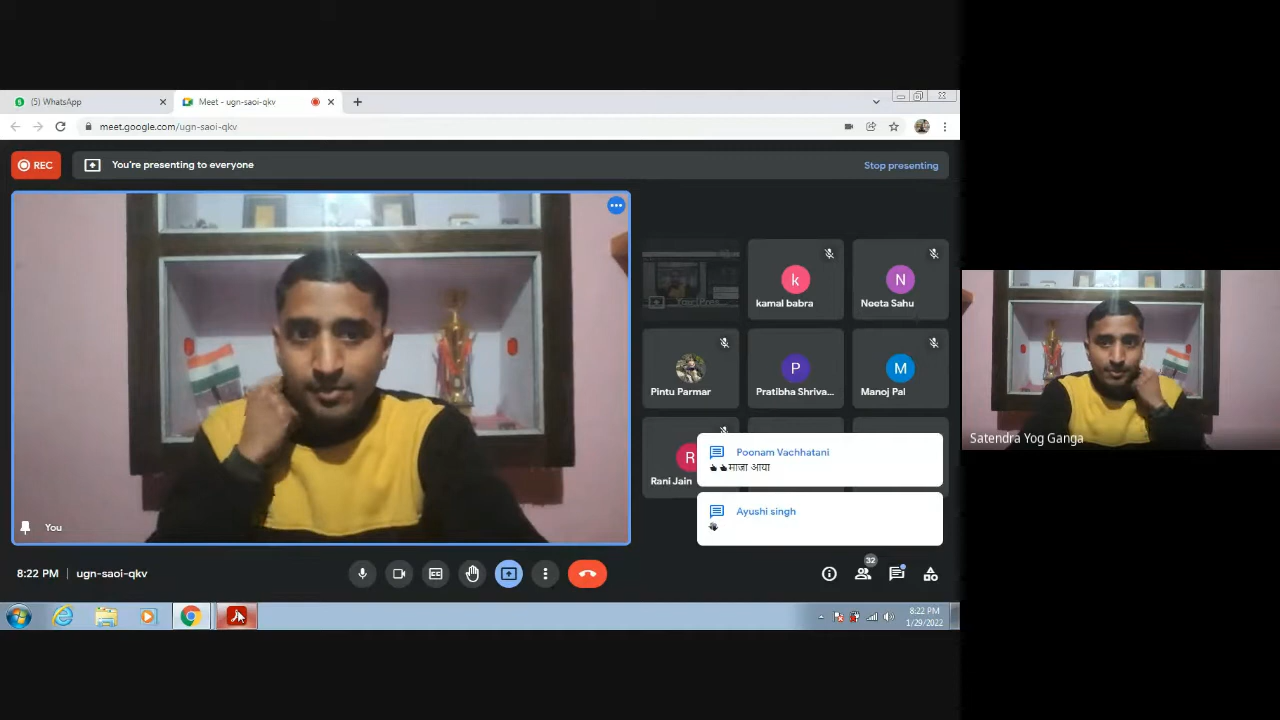 (5) WhatsApp
Meet - ugn-saoi-qkv
meet.google.com/ugn-saoi-qkv
REC
You're presenting to everyone
Stop presenting
kamal babra
N
k
Neeta Sahu
Pintu Parmar
P
Pratibha Shriva...
M
Manoj Pal
R
Rani Jain
Poonam Vachhatani
माजा आया
Ayushi singh
You
Satendra Yog Ganga
8:22 PM | ugn-saoi-qkv
32
8:22 PM
1/29/2022